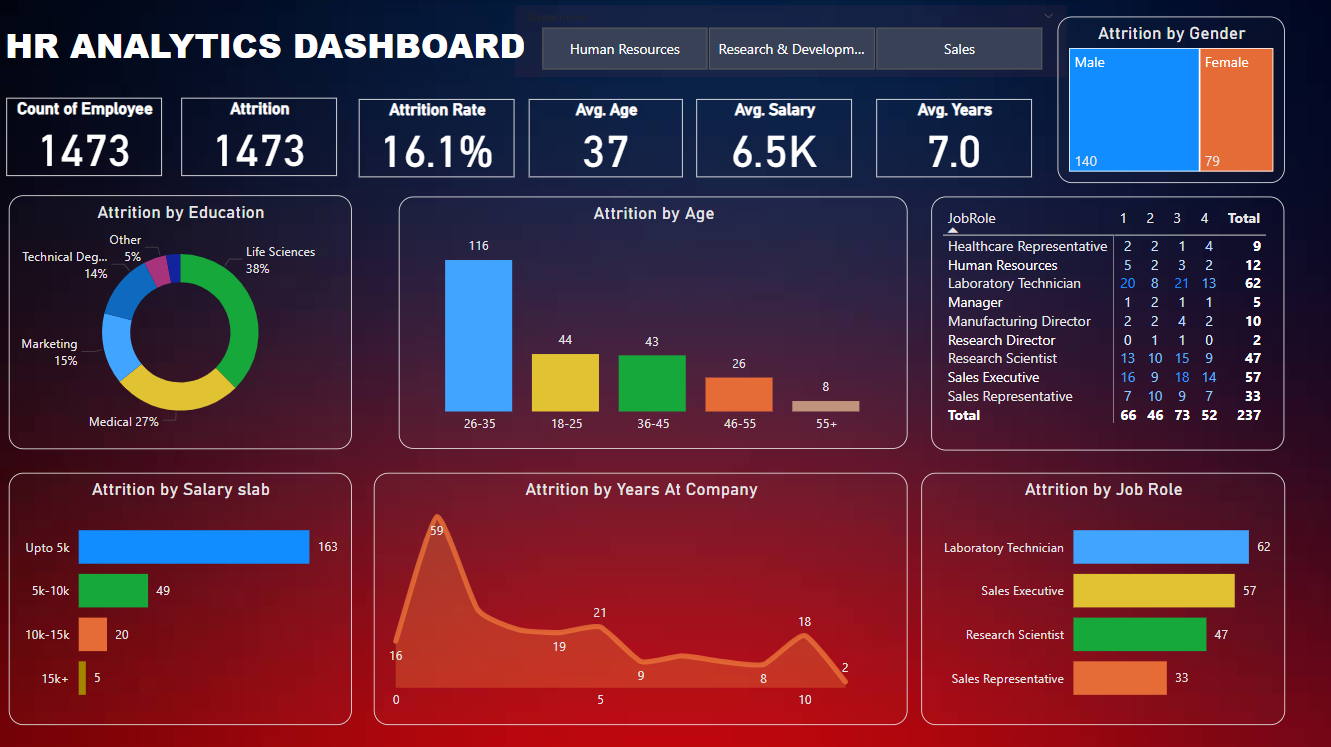 HR ANALYTICS DASHBOARD
Human Resources
Research & Developm...
Sales
Count of Employee
1473
Attrition
1473
Attrition Rate
16.1%
Avg. Age
37
Avg. Salary
6.5K
Avg. Years
7.0
Attrition by Gender
Male
Female
140
79
Attrition by Education
Other
5%
Life Sciences
38%
Technical Deg...
14%
Marketing
15%
Medical 27%
Attrition by Age
116
44
43
26
8
26-35
18-25
36-45
46-55
55+
JobRole 1 2 3 4 Total
Healthcare Representative 2 2 1 4 9
Human Resources 5 2 3 2 12
Laboratory Technician 20 8 21 13 62
Manager 1 2 1 1 5
Manufacturing Director 2 2 4 2 10
Research Director 0 1 1 0 2
Research Scientist 13 10 15 9 47
Sales Executive 16 9 18 14 57
Sales Representative 7 10 9 7 33
Total 66 46 73 52 237
Attrition by Salary slab
Upto 5k 163
5k-10k 49
10k-15k 20
15k+ 5
Attrition by Years At Company
59
16
19
21
9
8
18
2
0
5
10
Attrition by Job Role
Laboratory Technician 62
Sales Executive 57
Research Scientist 47
Sales Representative 33